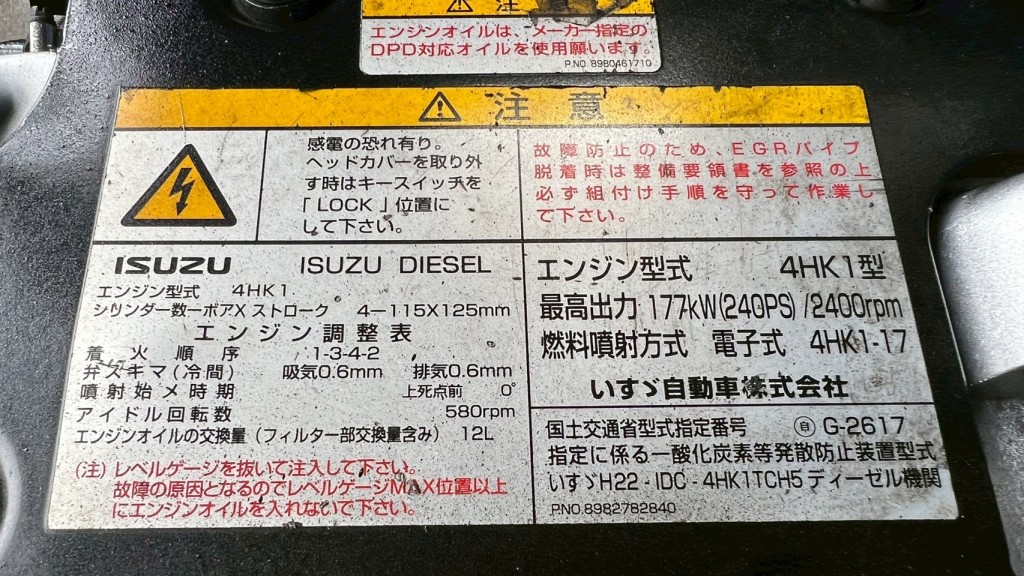 注
エンジンオイルは、メーカー指定の
DPD対応オイルを使用願います。
P.NO. 8980461710
注 意
感電の恐れ有り。
ヘッドカバーを取り外
す時はキースイッチを
「LOCK」位置に
して下さい。
故障防止のため、EGRパイプ
脱着時は整備要領書を参照の上
必ず組付け手順を守って作業し
て下さい。
ISUZU ISUZU DIESEL
エンジン型式 4HK1
シリンダー数ーボアX ストローク 4-115X125mm
エンジン調整表
着火順序 1-3-4-2
弁スキマ(冷間) 吸気0.6mm 排気0.6mm
噴射始メ時期 上死点前 0°
アイドル回転数 580rpm
エンジンオイルの交換量(フィルター部交換量含み) 12L
(注)レベルゲージを抜いて注入して下さい。
故障の原因となるのでレベルゲージMAX位置以上
にエンジンオイルを入れないで下さい。
エンジン型式 4HK1型
最高出力 177kW(240PS)/2400rpm
燃料噴射方式 電子式 4HK1-17
いすゞ自動車株式会社
国土交通省型式指定番号 ㊀ G-2617
指定に係る一酸化炭素等発散防止装置型式
いすゞH22-IDC-4HK1TCH5 ディーゼル機関
P.NO.8982782840